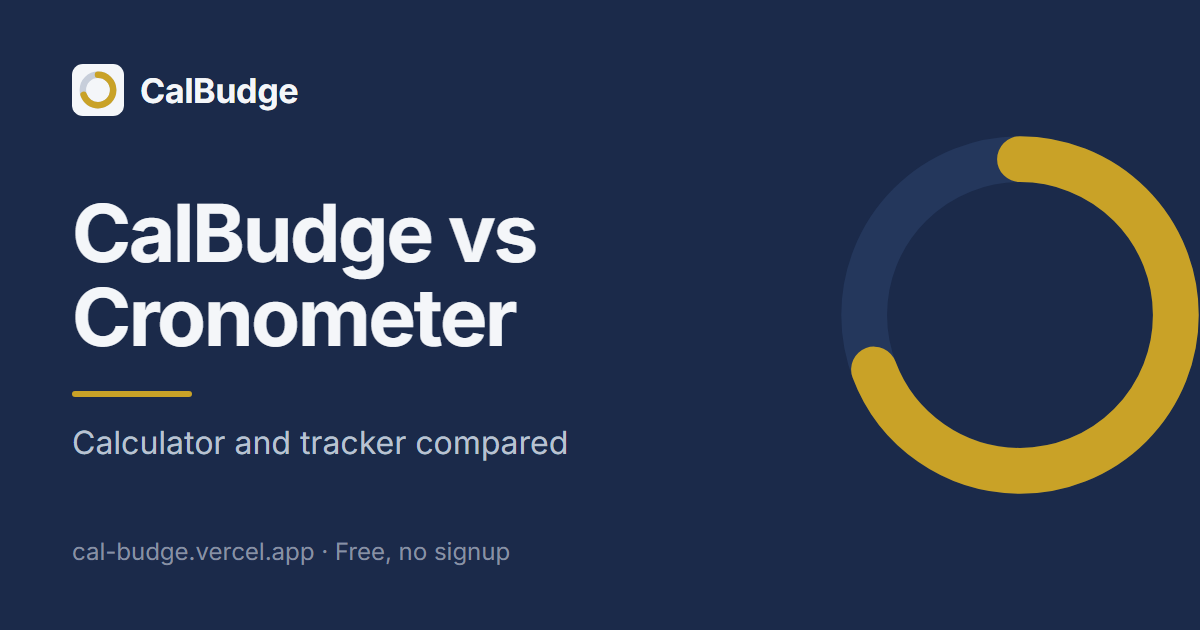 CalBudge
CalBudge vs
Cronometer
Calculator and tracker compared
cal-budge.vercel.app · Free, no signup